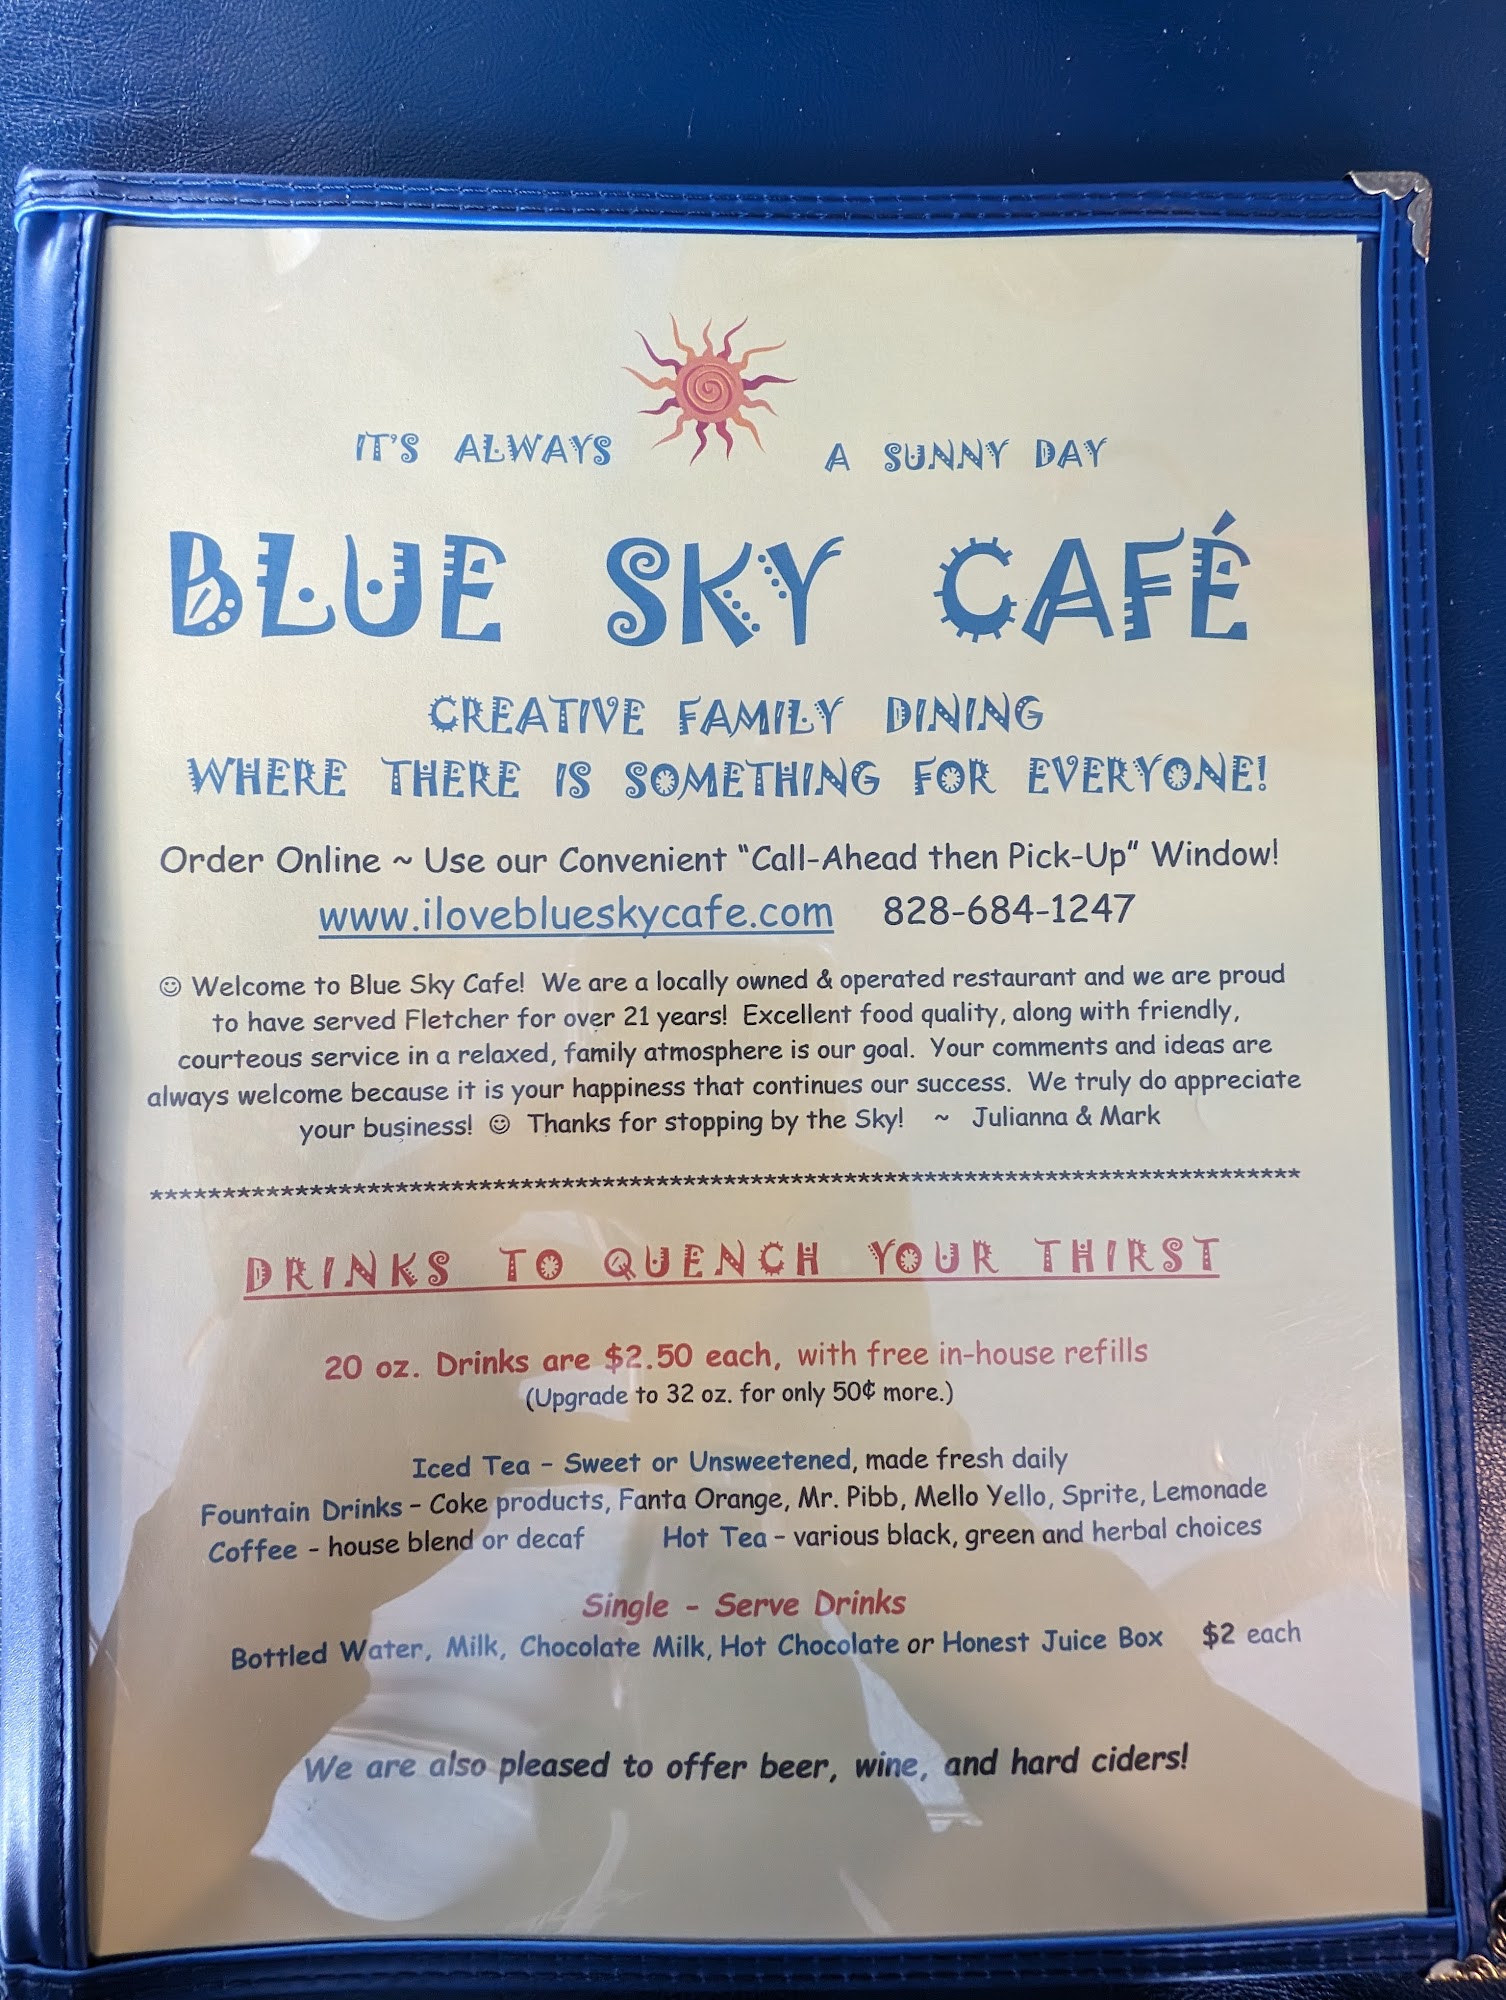 IT'S ALWAYS A SUNNY DAY
BLUE SKY CAFÉ
CREATIVE FAMILY DINING
WHERE THERE IS SOMETHING FOR EVERYONE!
Order Online ~ Use our Convenient “Call-Ahead then Pick-Up” Window!
www.iloveblueskycafe.com 828-684-1247
☺ Welcome to Blue Sky Cafe! We are a locally owned & operated restaurant and we are proud
to have served Fletcher for over 21 years! Excellent food quality, along with friendly,
courteous service in a relaxed, family atmosphere is our goal. Your comments and ideas are
always welcome because it is your happiness that continues our success. We truly do appreciate
your business! ☺ Thanks for stopping by the Sky! ~ Julianna & Mark
************************************************************************************
DRINKS TO QUENCH YOUR THIRST
20 oz. Drinks are $2.50 each, with free in-house refills
(Upgrade to 32 oz. for only 50¢ more.)
Iced Tea – Sweet or Unsweetened, made fresh daily
Fountain Drinks – Coke products, Fanta Orange, Mr. Pibb, Mello Yello, Sprite, Lemonade
Coffee - house blend or decaf Hot Tea – various black, green and herbal choices
Single - Serve Drinks
Bottled Water, Milk, Chocolate Milk, Hot Chocolate or Honest Juice Box $2 each
We are also pleased to offer beer, wine, and hard ciders!